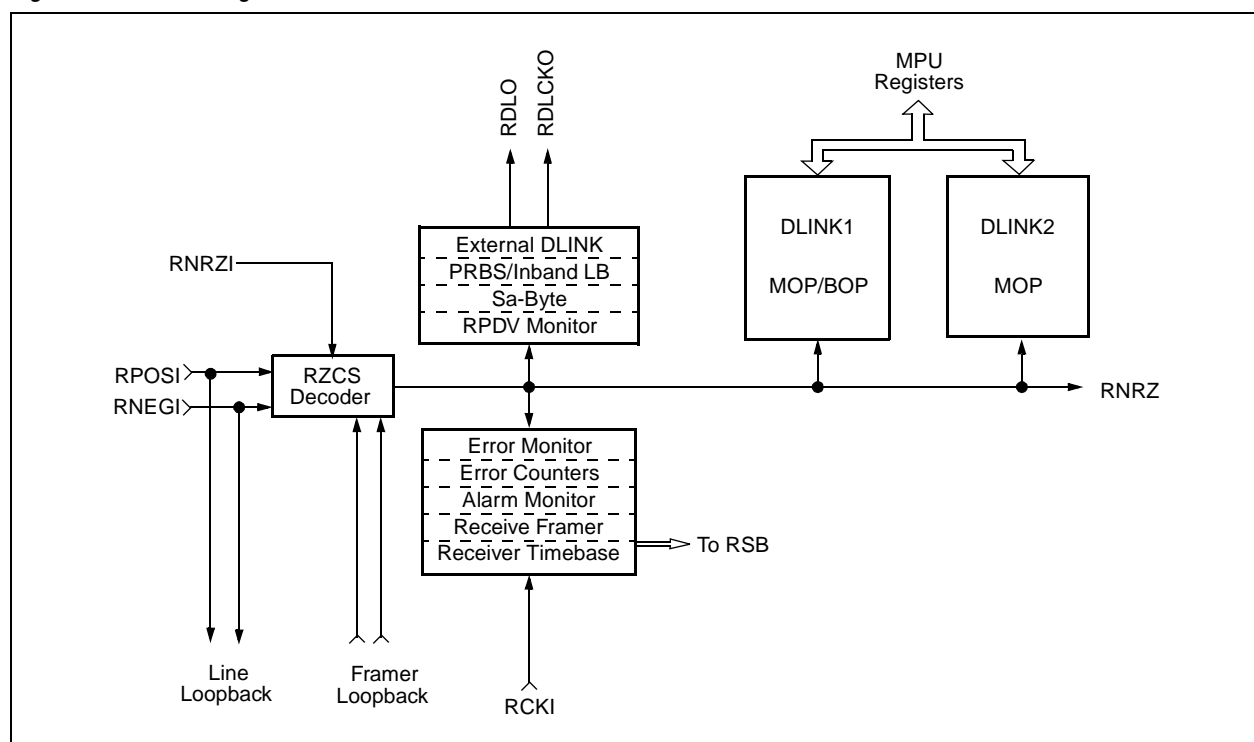 RDLO
RDLCKO
MPU
Registers
External DLINK
PRBS/Inband LB
Sa-Byte
RPDV Monitor
DLINK1
MOP/BOP
DLINK2
MOP
RNRZI
RPOSI
RNEGI
RZCS
Decoder
RNRZ
Error Monitor
Error Counters
Alarm Monitor
Receive Framer
Receiver Timebase
To RSB
Line
Loopback
Framer
Loopback
RCKI